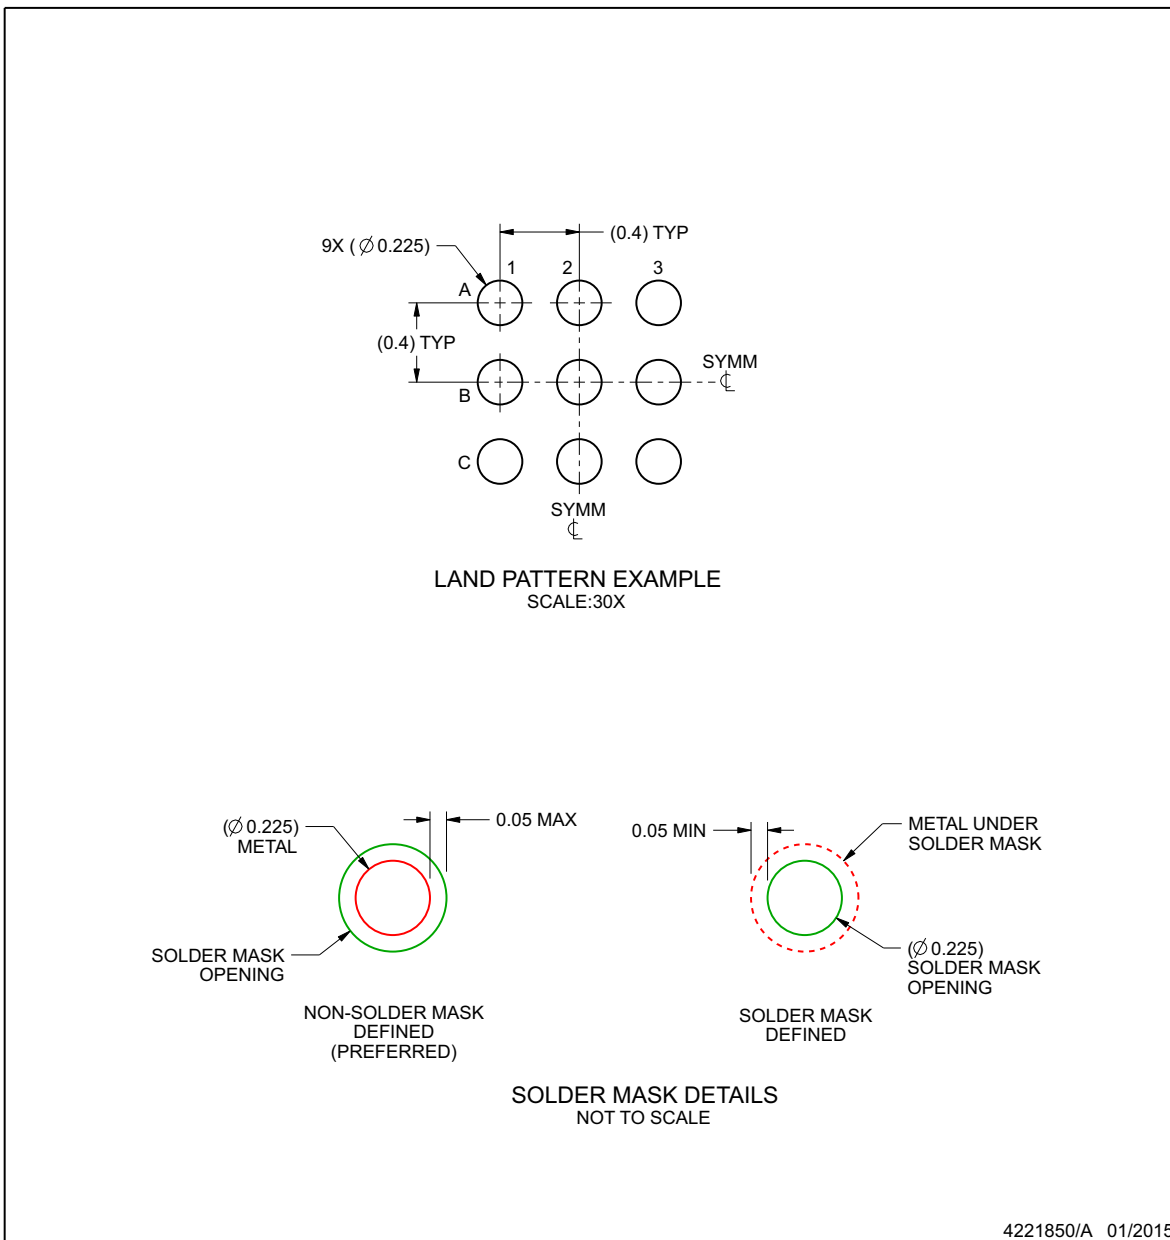 (0.4) TYP
9X ( ∅ 0.225)
1 2 3
A
(0.4) TYP
SYMM
B
C
SYMM
LAND PATTERN EXAMPLE
SCALE:30X
(∅ 0.225)
METAL
0.05 MAX
0.05 MIN
METAL UNDER
SOLDER MASK
SOLDER MASK
OPENING
(∅ 0.225)
SOLDER MASK
OPENING
NON-SOLDER MASK
DEFINED
(PREFERRED)
SOLDER MASK
DEFINED
SOLDER MASK DETAILS
NOT TO SCALE
4221850/A 01/2015